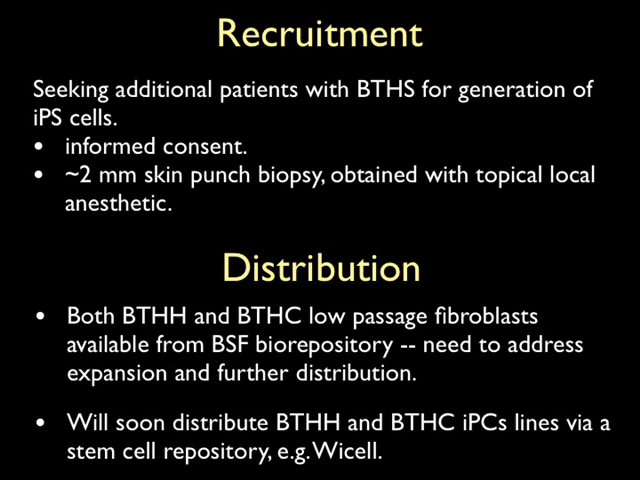 Recruitment
Seeking additional patients with BTHS for generation of
iPS cells.
• informed consent.
• ~2 mm skin punch biopsy, obtained with topical local
anesthetic.
Distribution
• Both BTHH and BTHC low passage fibroblasts
available from BSF biorepository -- need to address
expansion and further distribution.
• Will soon distribute BTHH and BTHC iPCs lines via a
stem cell repository, e.g. Wicell.